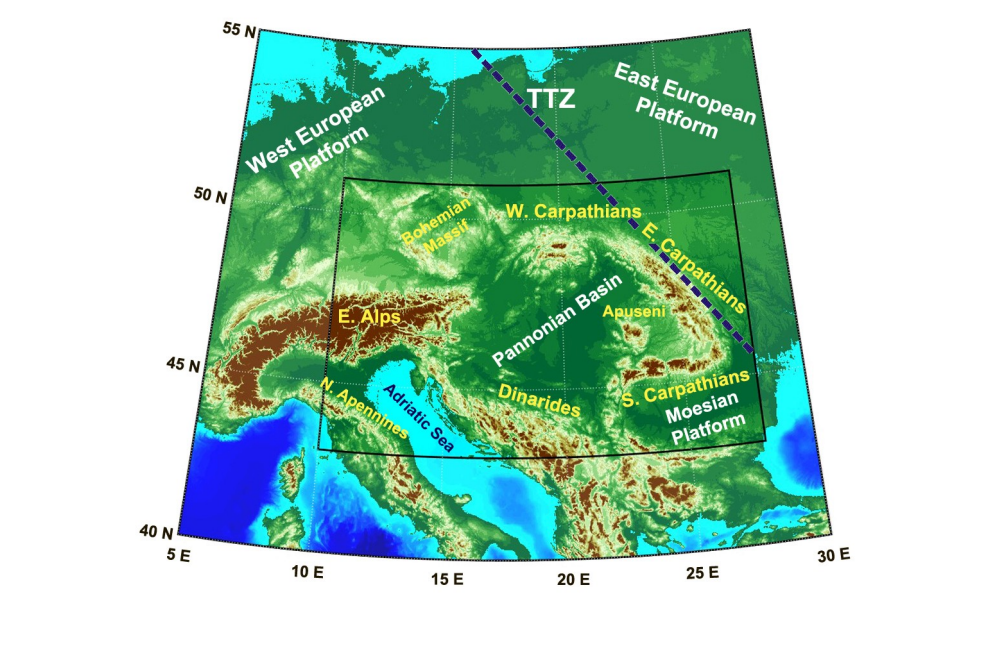 55 N
TTZ
East European
Platform
West European
Platform
50 N
Bohemian
Massif
W. Carpathians
E. Carpathians
Pannonian Basin
Apuseni
E. Alps
45 N
N. Apennines
Adriatic Sea
Dinarides
S. Carpathians
Moesian
Platform
40 N
5 E
10 E
15 E
20 E
25 E
30 E